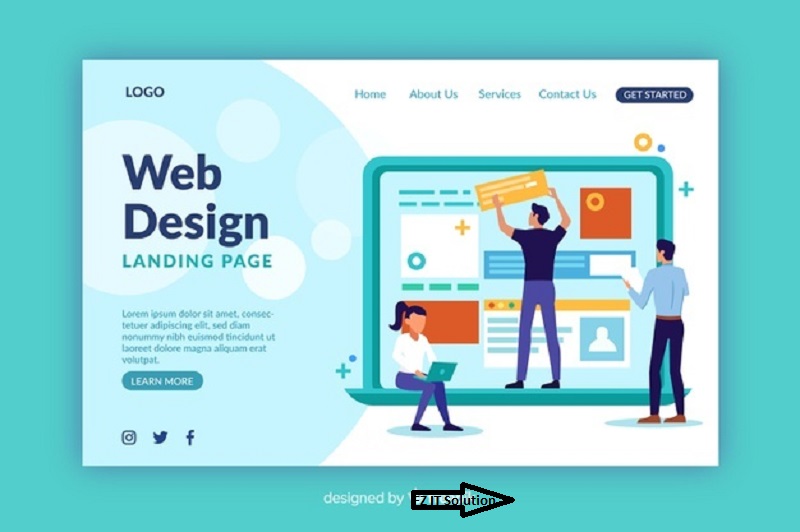 LOGO
Home
About Us
Services
Contact Us
GET STARTED
Web
Design
LANDING PAGE
Lorem ipsum dolor sit amet, consec-
tetuer adipiscing elit, sed diam
nonummy nibh euismod tincidunt ut
laoreet dolore magna aliquam erat
volutpat.
LEARN MORE
designed by
EZ IT Solution